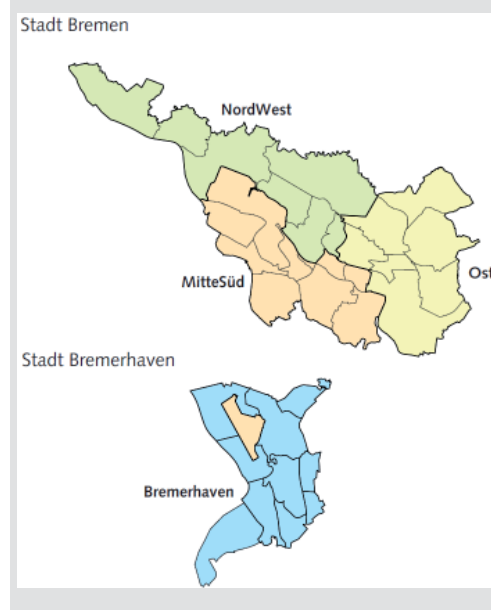 Stadt Bremen
NordWest
Ost
MitteSüd
Stadt Bremerhaven
Bremerhaven